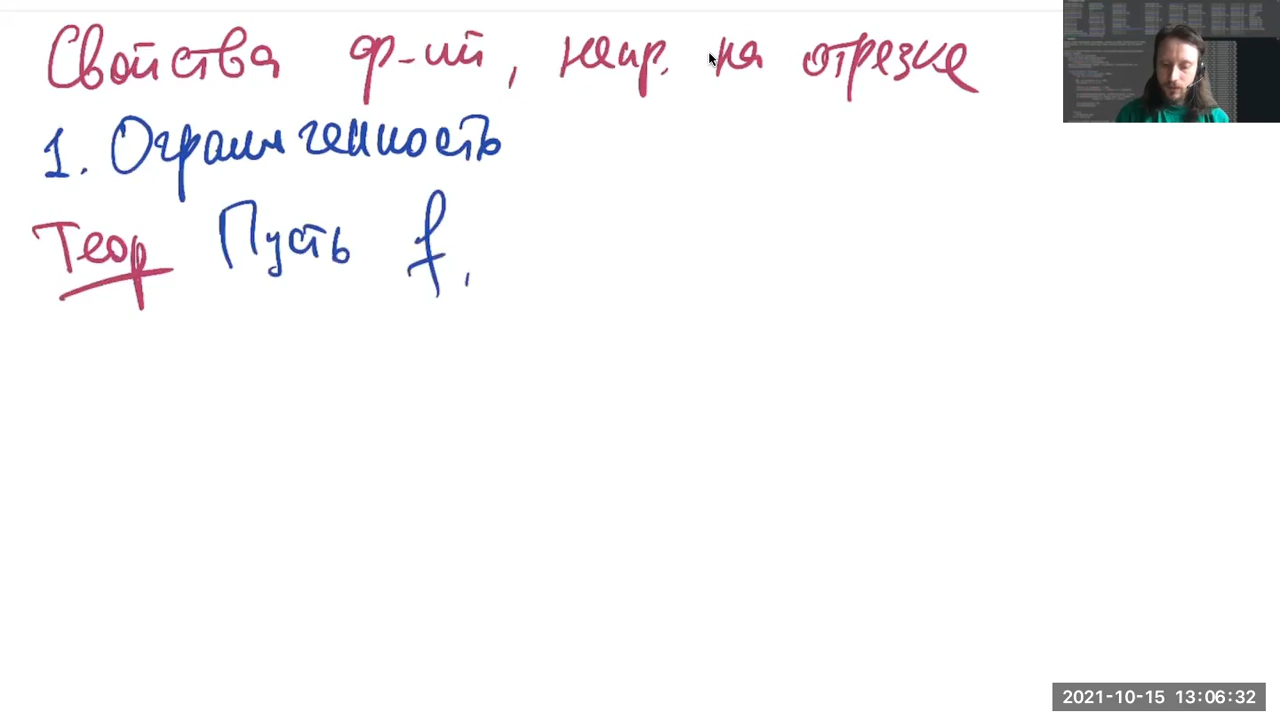 Свойства ф-ий, непр. на отрезке
1. Ограниченность
Теор Пусть f,
2021-10-15 13:06:32